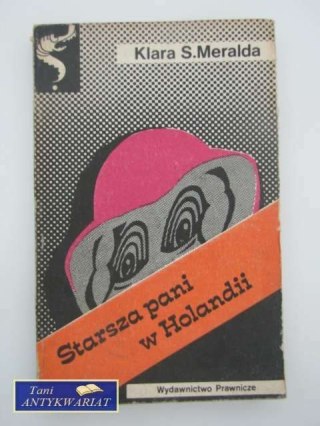 Klara S.Meralda
Starsza pani
w Holandii
Wydawnictwo Prawnicze
Tani
ANTYKWARIAT